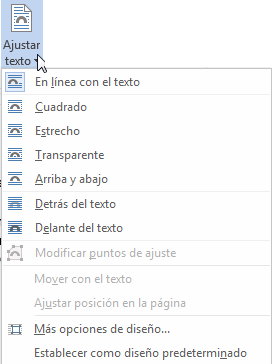 Ajustar
texto
En línea con el texto
Cuadrado
Estrecho
Transparente
Arriba y abajo
Detrás del texto
Delante del texto
Modificar puntos de ajuste
Mover con el texto
Ajustar posición en la página
Más opciones de diseño...
Establecer como diseño predeterminado